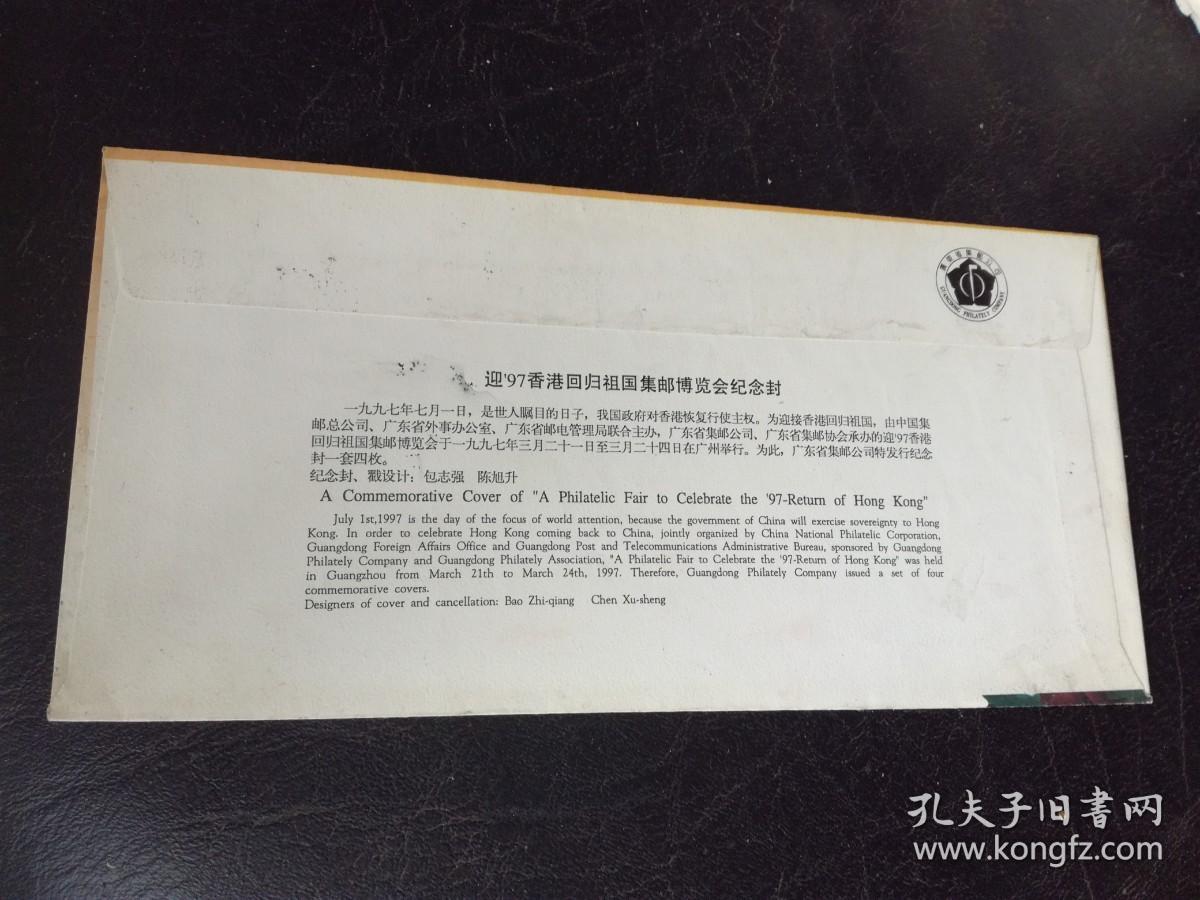 广东省集邮公司
GUANGDONG PHILATELY COMPANY
迎'97香港回归祖国集邮博览会纪念封
一九九七年七月一日，是世人瞩目的日子，我国政府对香港恢复行使主权。为迎接香港回归祖国，由中国集
邮总公司、广东省外事办公室、广东省邮电管理局联合主办，广东省集邮公司、广东省集邮协会承办的迎'97香港
回归祖国集邮博览会于一九九七年三月二十一日至三月二十四日在广州举行。为此，广东省集邮公司特发行纪念
封一套四枚。
纪念封、戳设计：包志强 陈旭升
A Commemorative Cover of "A Philatelic Fair to Celebrate the '97-Return of Hong Kong"
July 1st,1997 is the day of the focus of world attention, because the government of China will exercise sovereignty to Hong
Kong. In order to celebrate Hong Kong coming back to China, jointly organized by China National Philatelic Corporation,
Guangdong Foreign Affairs Office and Guangdong Post and Telecommunications Administrative Bureau, sponsored by Guangdong
Philately Company and Guangdong Philately Association, "A Philatelic Fair to Celebrate the '97-Return of Hong Kong" was held
in Guangzhou from March 21th to March 24th, 1997. Therefore, Guangdong Philately Company issued a set of four
commemorative covers.
Designers of cover and cancellation: Bao Zhi-qiang Chen Xu-sheng
孔夫子旧書网
www.kongfz.com